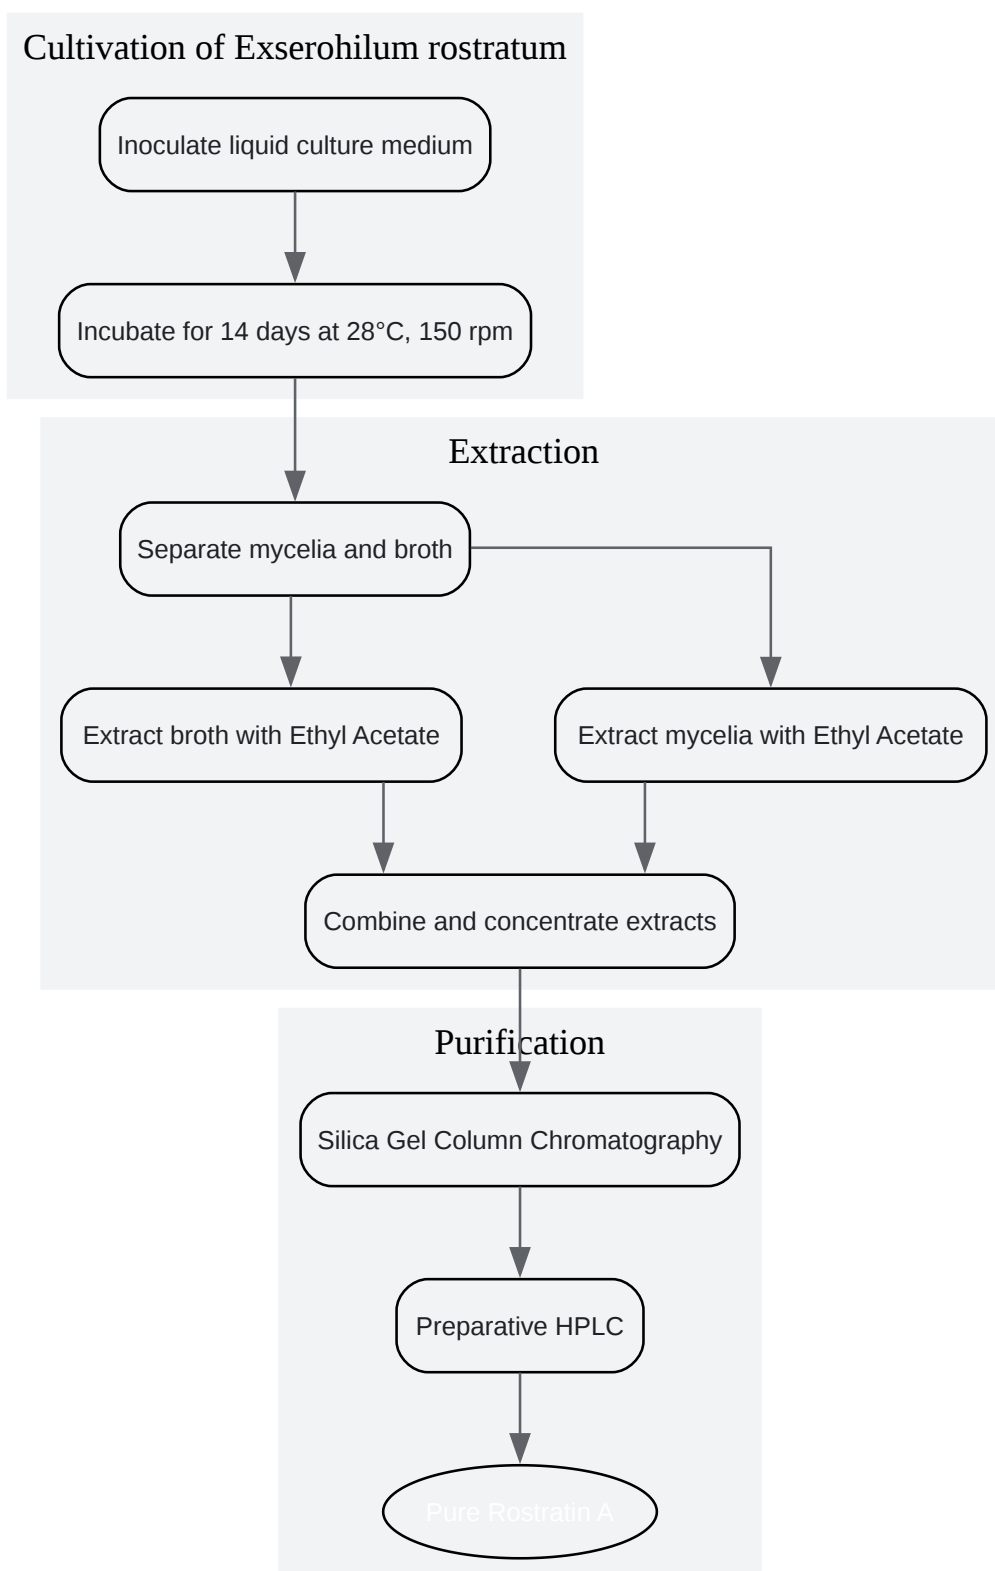 Cultivation of Exserohilum rostratum
Inoculate liquid culture medium
Incubate for 14 days at 28°C, 150 rpm
Extraction
Separate mycelia and broth
Extract broth with Ethyl Acetate
Extract mycelia with Ethyl Acetate
Combine and concentrate extracts
Purification
Silica Gel Column Chromatography
Preparative HPLC
Pure Rostratin A